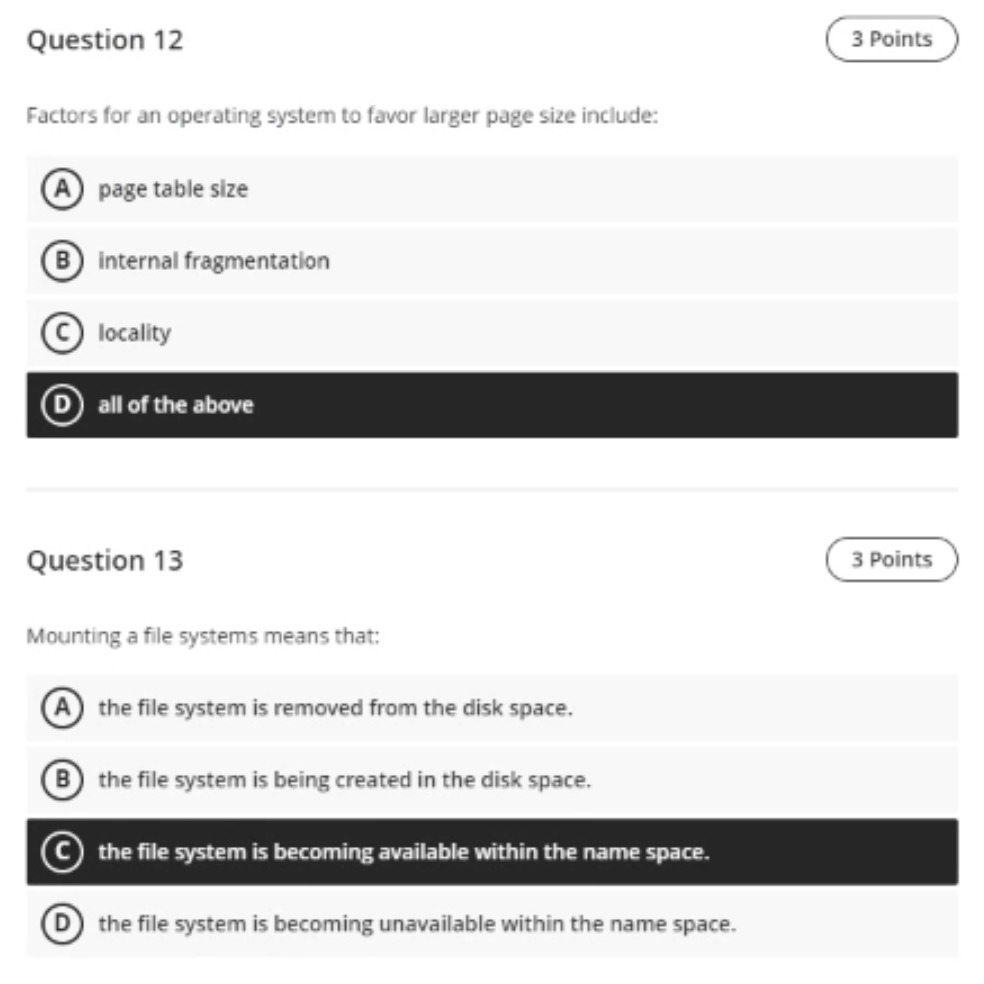 Question 12
3 Points
Factors for an operating system to favor larger page size include:
A page table size
B internal fragmentation
C locality
D all of the above
Question 13
3 Points
Mounting a file systems means that:
A the file system is removed from the disk space.
B the file system is being created in the disk space.
C the file system is becoming available within the name space.
D the file system is becoming unavailable within the name space.